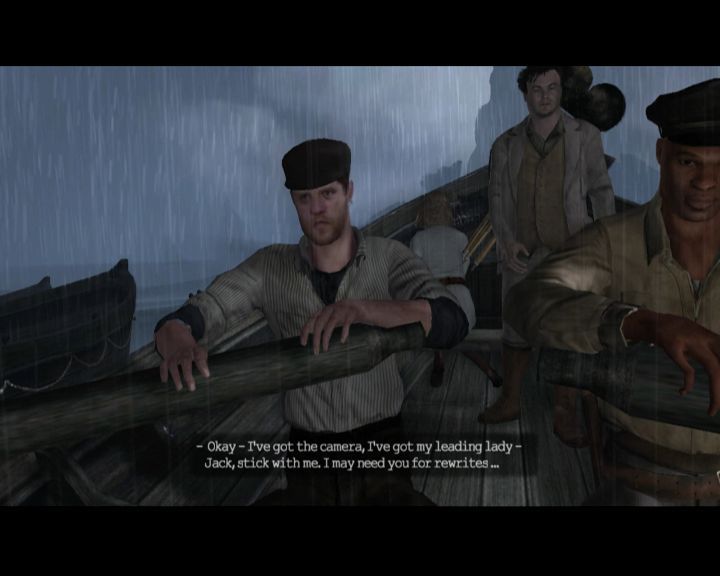 - Okay - I've got the camera, I've got my leading lady -
Jack, stick with me. I may need you for rewrites ...